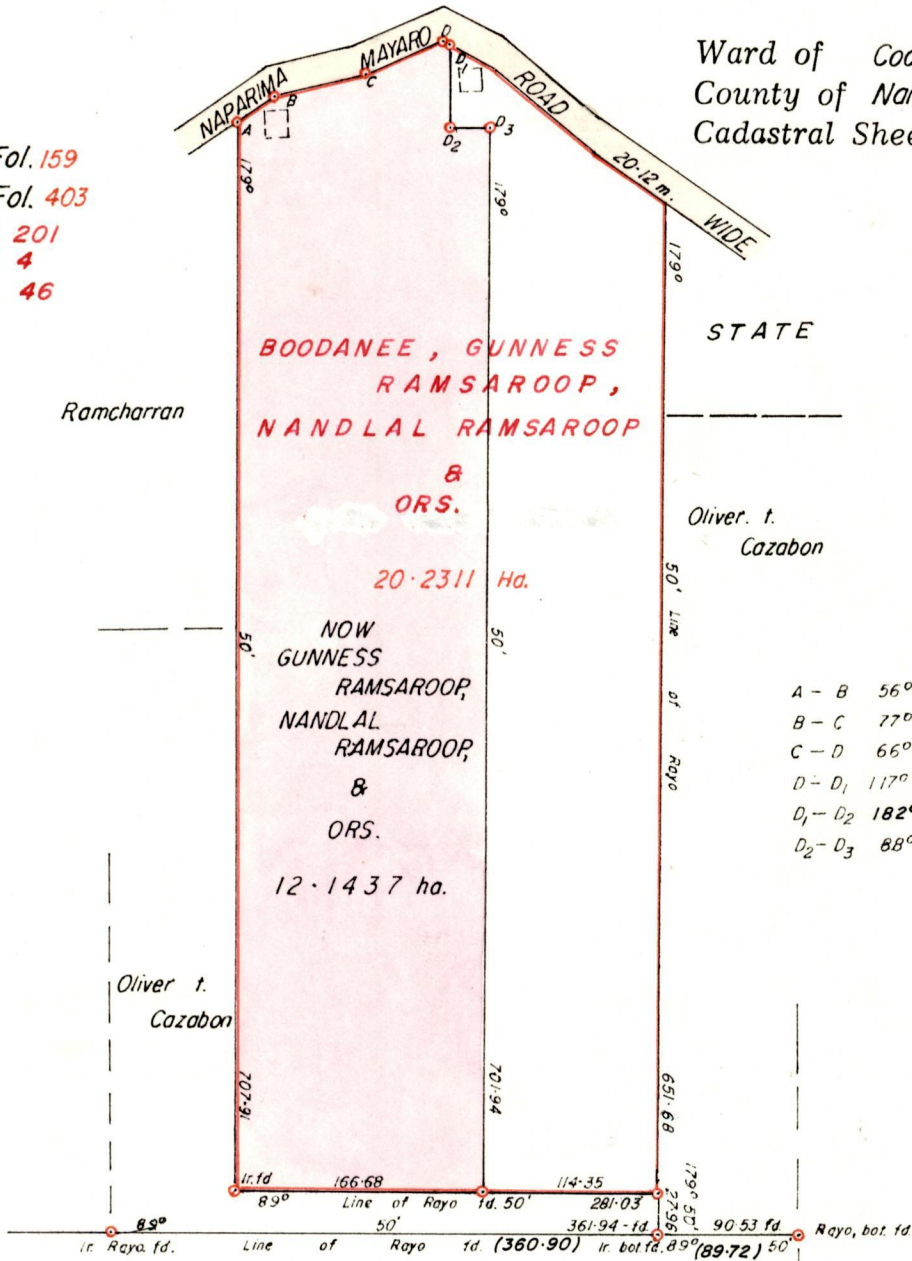 Ward of
County of
Cadastral
Fol. 159
Fol. 403
201
4
46
NAPARIMA MAYARO ROAD 20·12 m. WIDE
A
B
C
D
D1
D2
D3
179°
179°
179°
STATE
BOODANEE, GUNNESS
RAMSAROOP,
NANDLAL RAMSAROOP
&
ORS.
20·2311 Ha.
Ramcharran
Oliver. t.
Cazabon
50'
50'
50' Line of Rayo
NOW
GUNNESS
RAMSAROOP,
NANDLAL
RAMSAROOP,
&
ORS.
12·1437 ha.
A - B 56°
B - C 77°
C - D 66°
D - D1 117°
D1 - D2 182°
D2 - D3 88°
Oliver t.
Cazabon
707·91
701·94
651·68
Ir. fd
166·68
114·35
89° Line of Rayo fd. 50' 281·03
179° 50'
27·96
89° 50' 361·94 - fd. 90·53 fd. Rayo, bot. fd.
Ir. Rayo. fd. Line of Rayo fd. (360·90) Ir. bot. fd. 89° (89·72) 50'